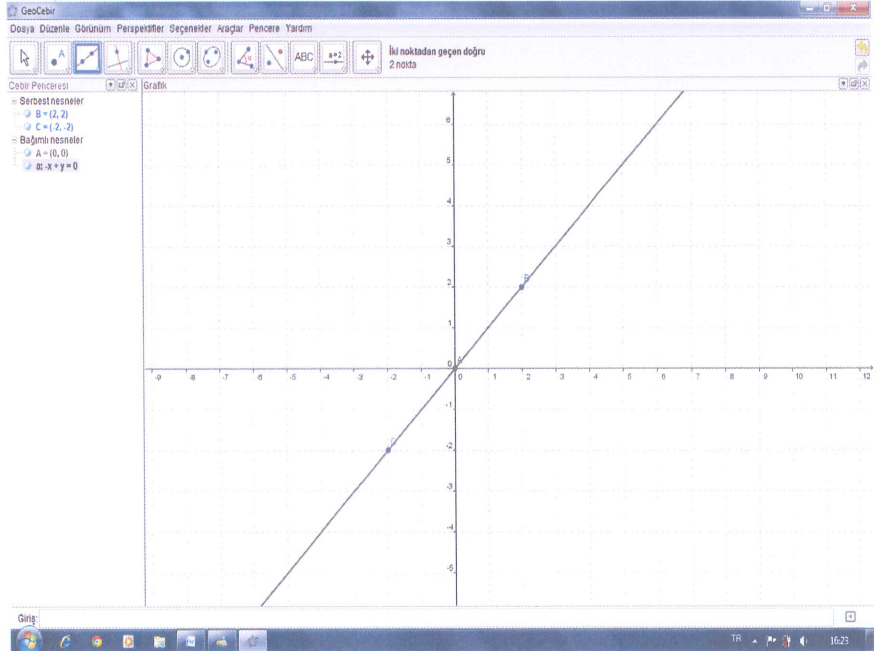 GeoCebir
Dosya Düzenle Görünüm Perspektifler Seçenekler Araçlar Pencere Yardım
A
ABC
a=2
İki noktadan geçen doğru
2 nokta
Cebir Penceresi
Grafik
Serbest nesneler
B = (2, 2)
C = (-2, -2)
Bağımlı nesneler
A = (0, 0)
a: -x + y = 0
6
5
4
3
B
2
1
A
0
-9 -8 -7 -6 -5 -4 -3 -2 -1 0 1 2 3 4 5 6 7 8 9 10 11 12
-1
C
-2
-3
-4
-5
Giriş:
TR
16:23